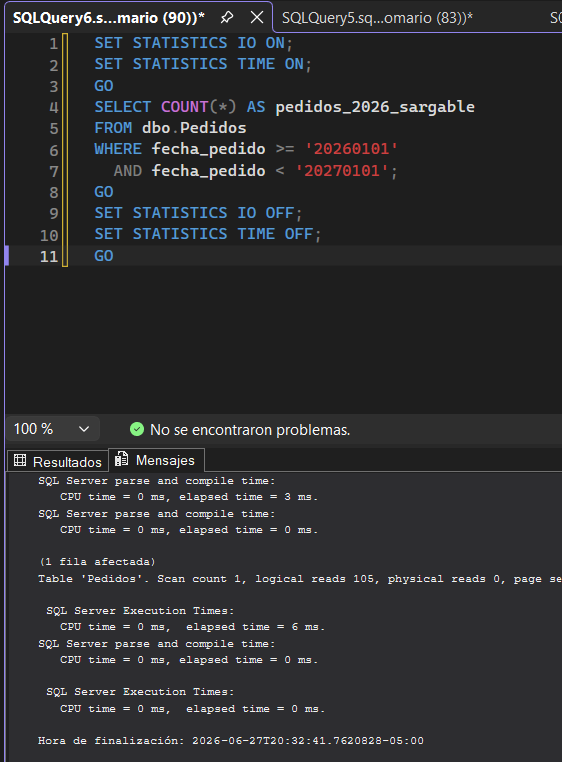 SQLQuery6.s...mario (90))*
SQLQuery5.sq...omario (83))*
1 SET STATISTICS IO ON;
2 SET STATISTICS TIME ON;
3 GO
4 SELECT COUNT(*) AS pedidos_2026_sargable
5 FROM dbo.Pedidos
6 WHERE fecha_pedido >= '20260101'
7 AND fecha_pedido < '20270101';
8 GO
9 SET STATISTICS IO OFF;
10 SET STATISTICS TIME OFF;
11 GO
100 %
No se encontraron problemas.
Resultados
Mensajes
SQL Server parse and compile time:
CPU time = 0 ms, elapsed time = 3 ms.
SQL Server parse and compile time:
CPU time = 0 ms, elapsed time = 0 ms.
(1 fila afectada)
Table 'Pedidos'. Scan count 1, logical reads 105, physical reads 0, page se
SQL Server Execution Times:
CPU time = 0 ms, elapsed time = 6 ms.
SQL Server parse and compile time:
CPU time = 0 ms, elapsed time = 0 ms.
SQL Server Execution Times:
CPU time = 0 ms, elapsed time = 0 ms.
Hora de finalización: 2026-06-27T20:32:41.7620828-05:00